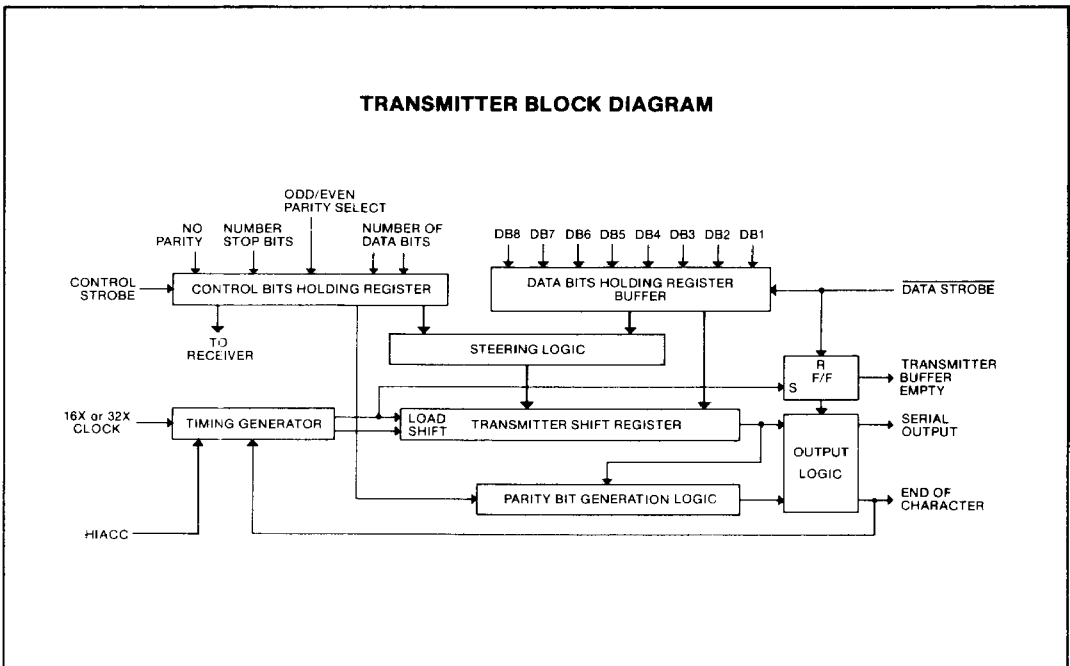 TRANSMITTER BLOCK DIAGRAM
ODD/EVEN
PARITY SELECT
NO
PARITY
NUMBER
STOP BITS
NUMBER OF
DATA BITS
DB8 DB7 DB6 DB5 DB4 DB3 DB2 DB1
CONTROL
STROBE
CONTROL BITS HOLDING REGISTER
DATA BITS HOLDING REGISTER
BUFFER
DATA STROBE
TO
RECEIVER
STEERING LOGIC
R
F/F
S
TRANSMITTER
BUFFER
EMPTY
16X or 32X
CLOCK
TIMING GENERATOR
LOAD
SHIFT
TRANSMITTER SHIFT REGISTER
OUTPUT
LOGIC
SERIAL
OUTPUT
PARITY BIT GENERATION LOGIC
END OF
CHARACTER
HIACC